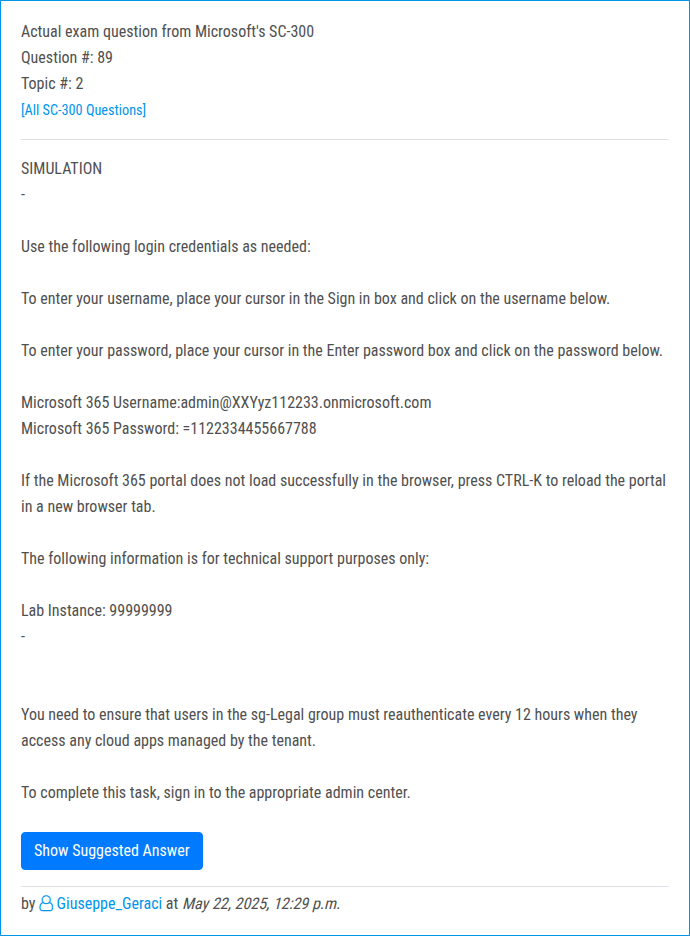 Actual exam question from Microsoft's SC-300
Question #: 89
Topic #: 2
[All SC-300 Questions]
SIMULATION
-
Use the following login credentials as needed:
To enter your username, place your cursor in the Sign in box and click on the username below.
To enter your password, place your cursor in the Enter password box and click on the password below.
Microsoft 365 Username:admin@XXYyz112233.onmicrosoft.com
Microsoft 365 Password: =1122334455667788
If the Microsoft 365 portal does not load successfully in the browser, press CTRL-K to reload the portal
in a new browser tab.
The following information is for technical support purposes only:
Lab Instance: 99999999
-
You need to ensure that users in the sg-Legal group must reauthenticate every 12 hours when they
access any cloud apps managed by the tenant.
To complete this task, sign in to the appropriate admin center.
Show Suggested Answer
by Giuseppe_Geraci at May 22, 2025, 12:29 p.m.